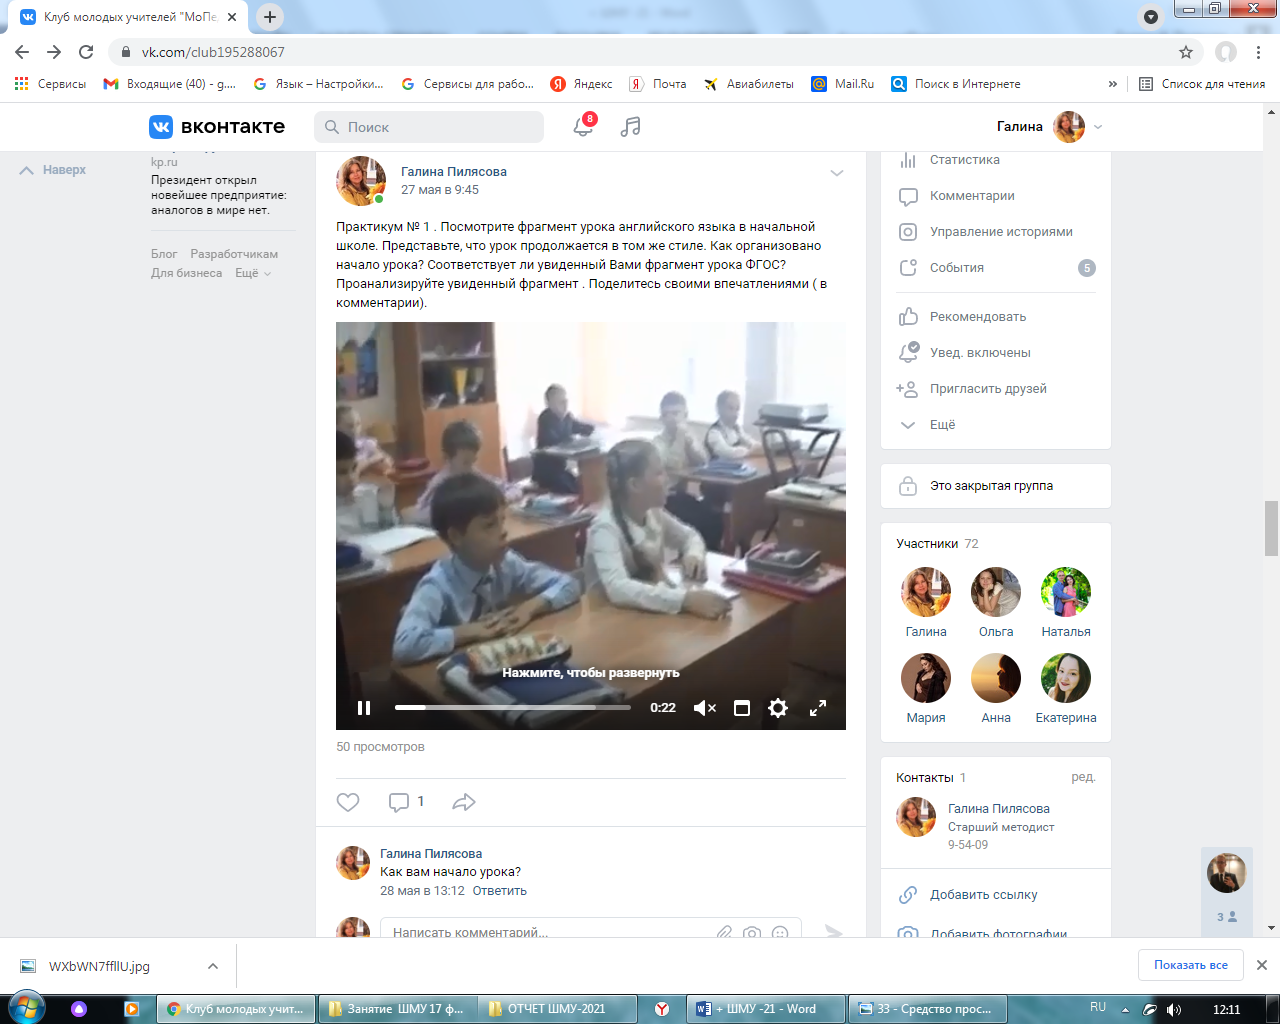 Клуб молодых учителей "МоПед
vk.com/club195288067
Сервисы
Входящие (40) - g....
Язык – Настройки...
Сервисы для рабо...
Яндекс
Почта
Авиабилеты
Mail.Ru
Поиск в Интернете
»
Список для чтения
вконтакте
Поиск
8
Галина
Наверх
kp.ru
Президент открыл
новейшее предприятие:
аналогов в мире нет.
Блог Разработчикам
Для бизнеса Ещё
Галина Пилясова
27 мая в 9:45
Практикум № 1 . Посмотрите фрагмент урока английского языка в начальной
школе. Представьте, что урок продолжается в том же стиле. Как организовано
начало урока? Соответствует ли увиденный Вами фрагмент урока ФГОС?
Проанализируйте увиденный фрагмент . Поделитесь своими впечатлениями ( в
комментарии).
Нажмите, чтобы развернуть
0:22
50 просмотров
1
Галина Пилясова
Как вам начало урока?
28 мая в 13:12 Ответить
Написать комментарий...
Статистика
Комментарии
Управление историями
События 5
Рекомендовать
Увед. включены
Пригласить друзей
Ещё
Это закрытая группа
Участники 72
Галина Ольга Наталья
Мария Анна Екатерина
Контакты 1 ред.
Галина Пилясова
Старший методист
9-54-09
Добавить ссылку
Добавить фотографии
3
WXbWN7ffllU.jpg
Показать все
Клуб молодых учит...
Занятие ШМУ 17 ф...
ОТЧЕТ ШМУ-2021
+ ШМУ -21 - Word
33 - Средство прос...
RU
12:11